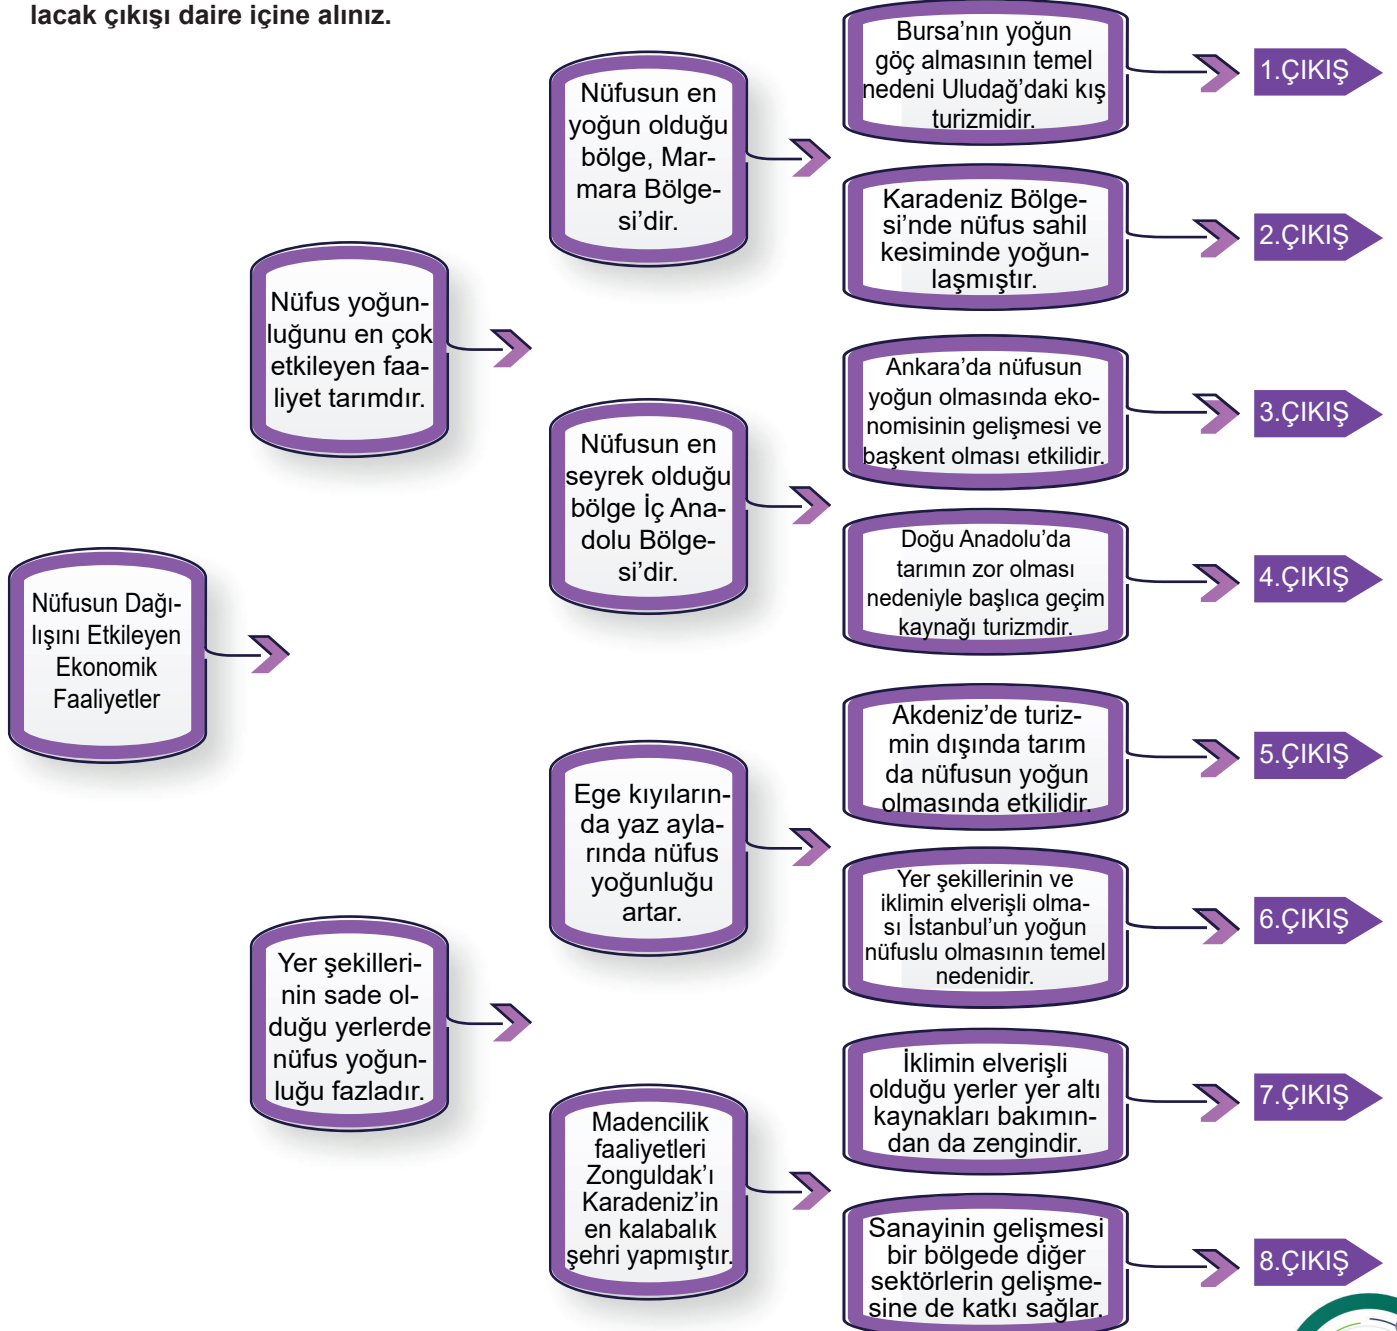 lacak çıkışı daire içine alınız.
Nüfusun Dağı-
lışını Etkileyen
Ekonomik
Faaliyetler
Nüfus yoğun-
luğunu en çok
etkileyen faa-
liyet tarımdır.
Yer şekilleri-
nin sade ol-
duğu yerlerde
nüfus yoğun-
luğu fazladır.
Nüfusun en
yoğun olduğu
bölge, Mar-
mara Bölge-
si’dir.
Nüfusun en
seyrek olduğu
bölge İç Ana-
dolu Bölge-
si’dir.
Ege kıyıların-
da yaz ayla-
rında nüfus
yoğunluğu
artar.
Madencilik
faaliyetleri
Zonguldak’ı
Karadeniz’in
en kalabalık
şehri yapmıştır.
Bursa’nın yoğun
göç almasının temel
nedeni Uludağ’daki kış
turizmidir.
1.ÇIKIŞ
Karadeniz Bölge-
si’nde nüfus sahil
kesiminde yoğun-
laşmıştır.
2.ÇIKIŞ
Ankara’da nüfusun
yoğun olmasında eko-
nomisinin gelişmesi ve
başkent olması etkilidir.
3.ÇIKIŞ
Doğu Anadolu’da
tarımın zor olması
nedeniyle başlıca geçim
kaynağı turizmdir.
4.ÇIKIŞ
Akdeniz’de turiz-
min dışında tarım
da nüfusun yoğun
olmasında etkilidir.
5.ÇIKIŞ
Yer şekillerinin ve
iklimin elverişli olma-
sı İstanbul’un yoğun
nüfuslu olmasının temel
nedenidir.
6.ÇIKIŞ
İklimin elverişli
olduğu yerler yer altı
kaynakları bakımın-
dan da zengindir.
7.ÇIKIŞ
Sanayinin gelişmesi
bir bölgede diğer
sektörlerin gelişme-
sine de katkı sağlar.
8.ÇIKIŞ